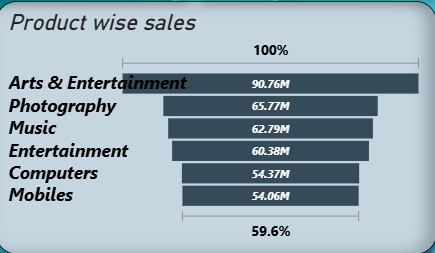 Product wise sales
100%
Arts & Entertainment 90.76M
Photography 65.77M
Music 62.79M
Entertainment 60.38M
Computers 54.37M
Mobiles 54.06M
59.6%